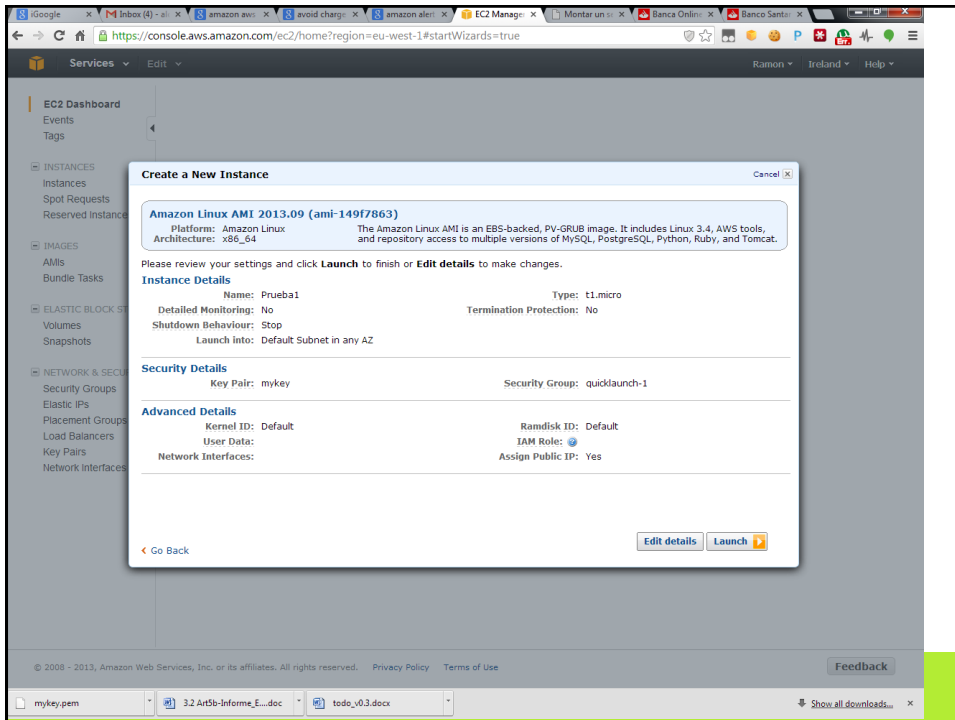 iGoogle
M Inbox (4) - al
amazon aws
avoid charge
amazon alert
EC2 Manage
Montar un se
Banca Online
Banco Santar
https://console.aws.amazon.com/ec2/home?region=eu-west-1#startWizards=true
Services Edit Ramon Ireland Help
EC2 Dashboard
Events
Tags
INSTANCES
Instances
Spot Requests
Reserved Instance
IMAGES
AMIs
Bundle Tasks
ELASTIC BLOCK ST
Volumes
Snapshots
NETWORK & SECU
Security Groups
Elastic IPs
Placement Groups
Load Balancers
Key Pairs
Network Interfaces
Create a New Instance Cancel
Amazon Linux AMI 2013.09 (ami-149f7863)
Platform: Amazon Linux
Architecture: x86_64
The Amazon Linux AMI is an EBS-backed, PV-GRUB image. It includes Linux 3.4, AWS tools,
and repository access to multiple versions of MySQL, PostgreSQL, Python, Ruby, and Tomcat.
Please review your settings and click Launch to finish or Edit details to make changes.
Instance Details
Name: Prueba1 Type: t1.micro
Detailed Monitoring: No Termination Protection: No
Shutdown Behaviour: Stop
Launch into: Default Subnet in any AZ
Security Details
Key Pair: mykey Security Group: quicklaunch-1
Advanced Details
Kernel ID: Default Ramdisk ID: Default
User Data: IAM Role:
Network Interfaces: Assign Public IP: Yes
Go Back Edit details Launch
© 2008 - 2013, Amazon Web Services, Inc. or its affiliates. All rights reserved. Privacy Policy Terms of Use Feedback
mykey.pem 3.2 Art5b-Informe_E....doc todo_v0.3.docx Show all downloads...